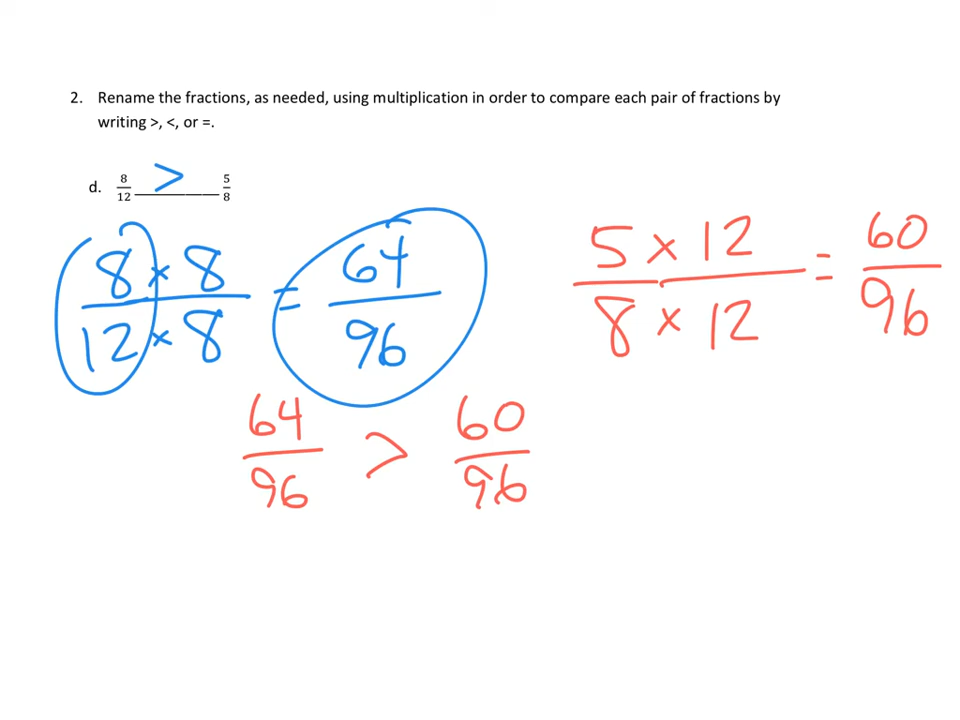 2. Rename the fractions, as needed, using multiplication in order to compare each pair of fractions by
writing >, <, or =.
d. 8/12 ___>___ 5/8
8 × 8 / 12 × 8 = 64/96
5 × 12 / 8 × 12 = 60/96
64/96 > 60/96